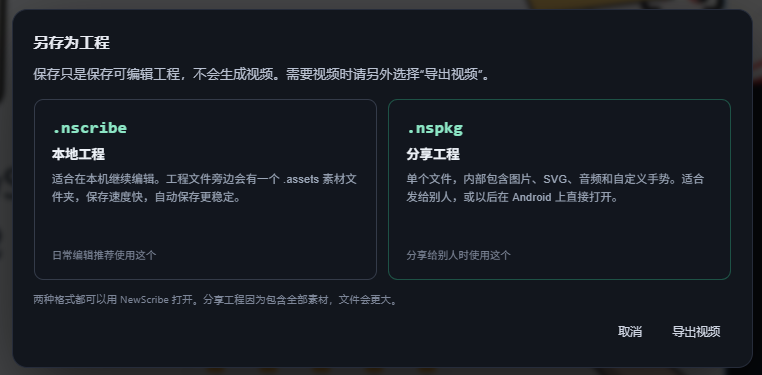 另存为工程
保存只是保存可编辑工程，不会生成视频。需要视频时请另外选择“导出视频”。
.nscribe
本地工程
适合在本机继续编辑。工程文件旁边会有一个 .assets 素材文
件夹，保存速度快，自动保存更稳定。
日常编辑推荐使用这个
.nspkg
分享工程
单个文件，内部包含图片、SVG、音频和自定义手势。适合
发给别人，或以后在 Android 上直接打开。
分享给别人时使用这个
两种格式都可以用 NewScribe 打开。分享工程因为包含全部素材，文件会更大。
取消
导出视频